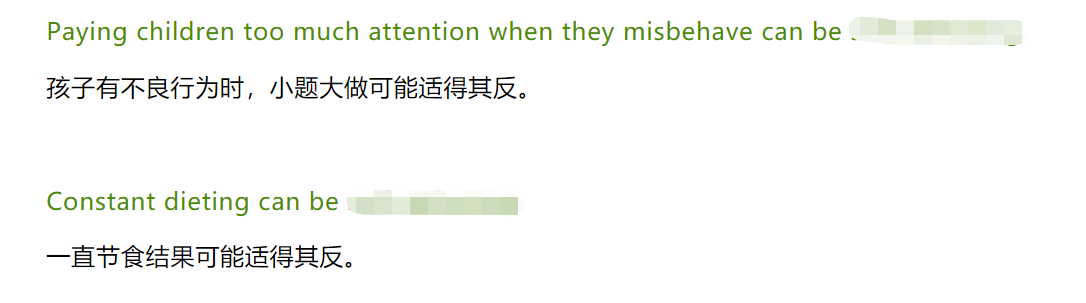 Paying children too much attention when they misbehave can be
孩子有不良行为时，小题大做可能适得其反。
Constant dieting can be
一直节食结果可能适得其反。